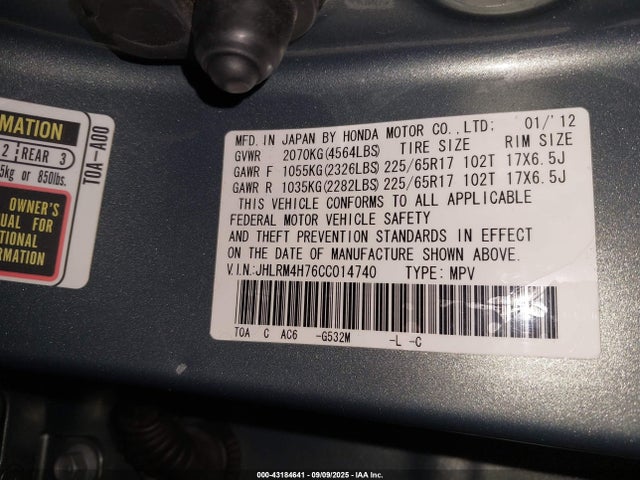 MATION
2 REAR 3
5kg or 850lbs.
OWNER'S
UAL FOR
TIONAL
RMATION
TOA-A00
MFD. IN JAPAN BY HONDA MOTOR CO.,LTD; 01/'12
GVWR 2070KG(4564LBS) TIRE SIZE RIM SIZE
GAWR F 1055KG(2326LBS) 225/65R17 102T 17X6.5J
GAWR R 1035KG(2282LBS) 225/65R17 102T 17X6.5J
THIS VEHICLE CONFORMS TO ALL APPLICABLE
FEDERAL MOTOR VEHICLE SAFETY
AND THEFT PREVENTION STANDARDS IN EFFECT
ON THE DATE OF MANUFACTURE SHOWN ABOVE.
V.I.N:JHLRM4H76CC014740 TYPE: MPV
TOA C AC6 -G532M -L -C
000-43184641 - 09/09/2025 - IAA Inc.